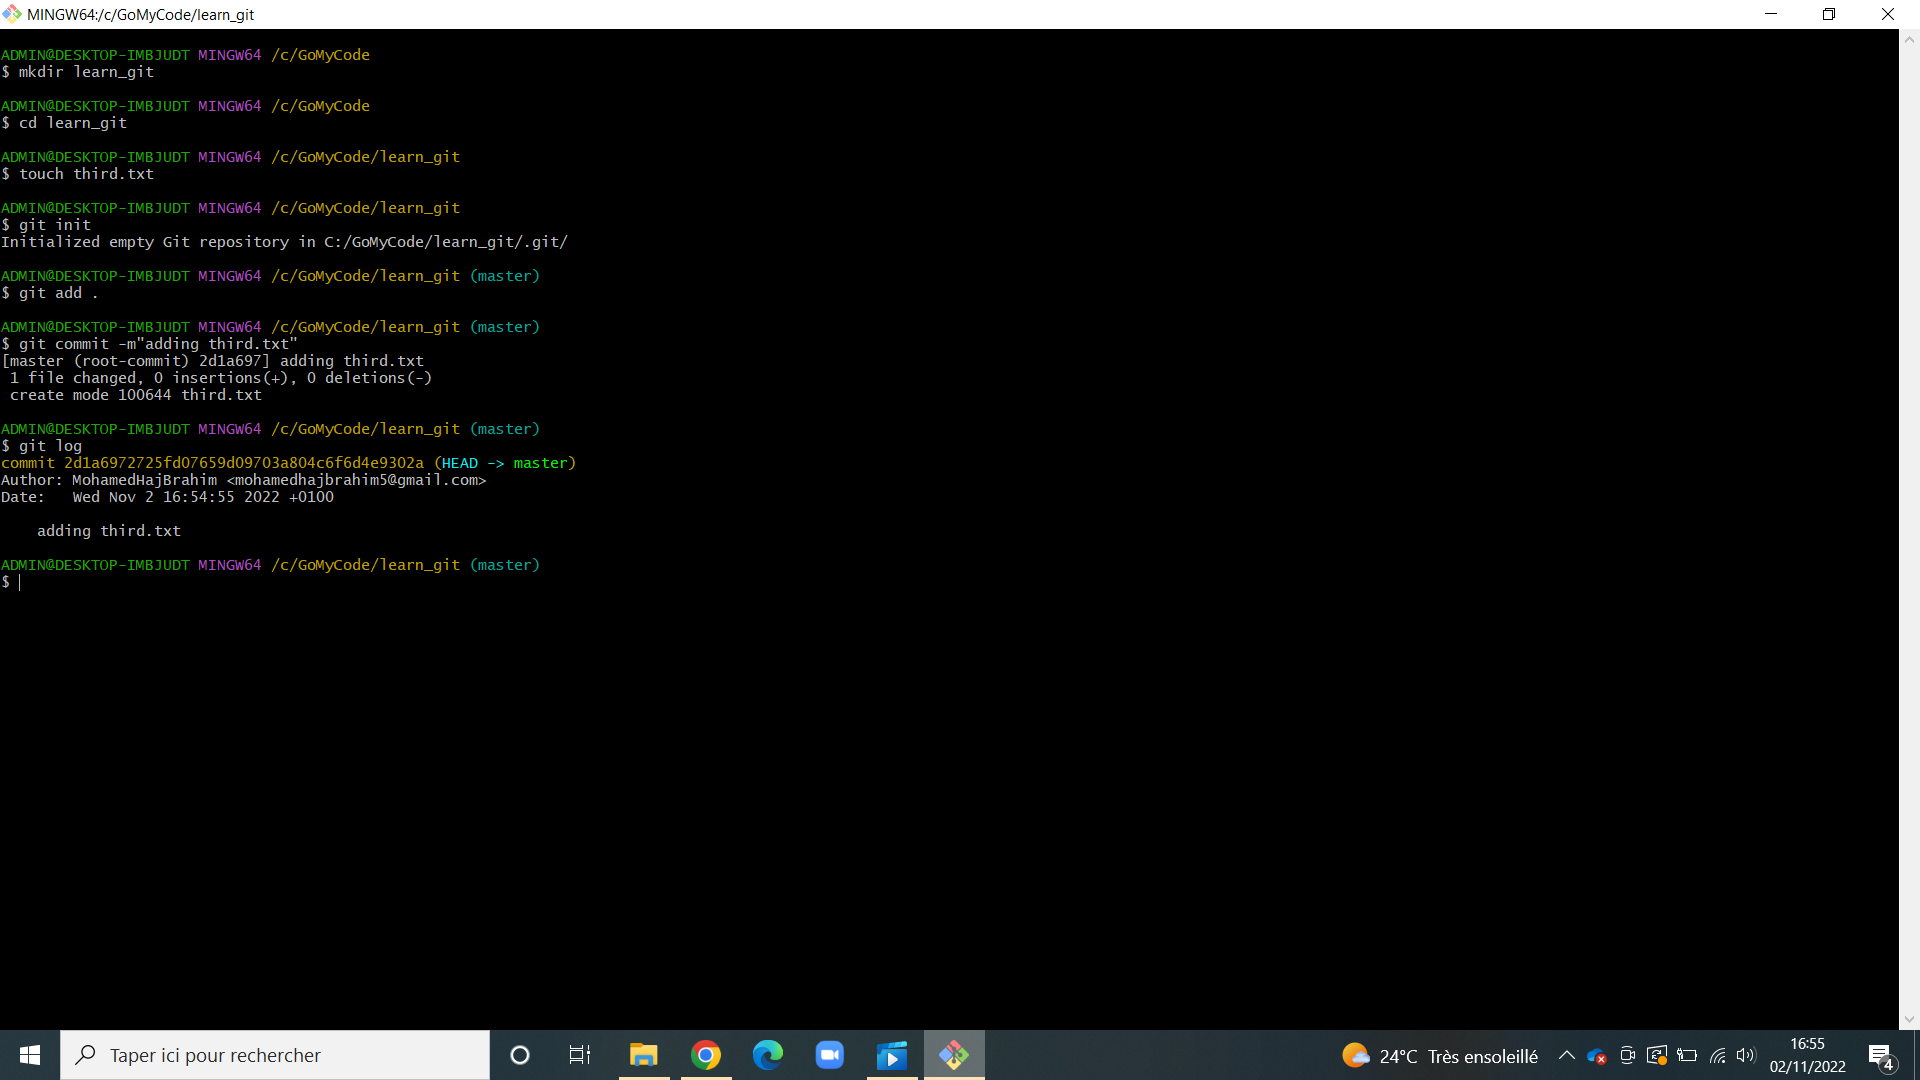 MINGW64:/c/GoMyCode/learn_git
ADMIN@DESKTOP-IMBJUDT MINGW64 /c/GoMyCode
$ mkdir learn_git
ADMIN@DESKTOP-IMBJUDT MINGW64 /c/GoMyCode
$ cd learn_git
ADMIN@DESKTOP-IMBJUDT MINGW64 /c/GoMyCode/learn_git
$ touch third.txt
ADMIN@DESKTOP-IMBJUDT MINGW64 /c/GoMyCode/learn_git
$ git init
Initialized empty Git repository in C:/GoMyCode/learn_git/.git/
ADMIN@DESKTOP-IMBJUDT MINGW64 /c/GoMyCode/learn_git (master)
$ git add .
ADMIN@DESKTOP-IMBJUDT MINGW64 /c/GoMyCode/learn_git (master)
$ git commit -m"adding third.txt"
[master (root-commit) 2d1a697] adding third.txt
 1 file changed, 0 insertions(+), 0 deletions(-)
 create mode 100644 third.txt
ADMIN@DESKTOP-IMBJUDT MINGW64 /c/GoMyCode/learn_git (master)
$ git log
commit 2d1a6972725fd07659d09703a804c6f6d4e9302a (HEAD -> master)
Author: MohamedHajBrahim <mohamedhajbrahim5@gmail.com>
Date:   Wed Nov 2 16:54:55 2022 +0100
    adding third.txt
ADMIN@DESKTOP-IMBJUDT MINGW64 /c/GoMyCode/learn_git (master)
$
Taper ici pour rechercher
24°C Très ensoleillé
16:55
02/11/2022
4